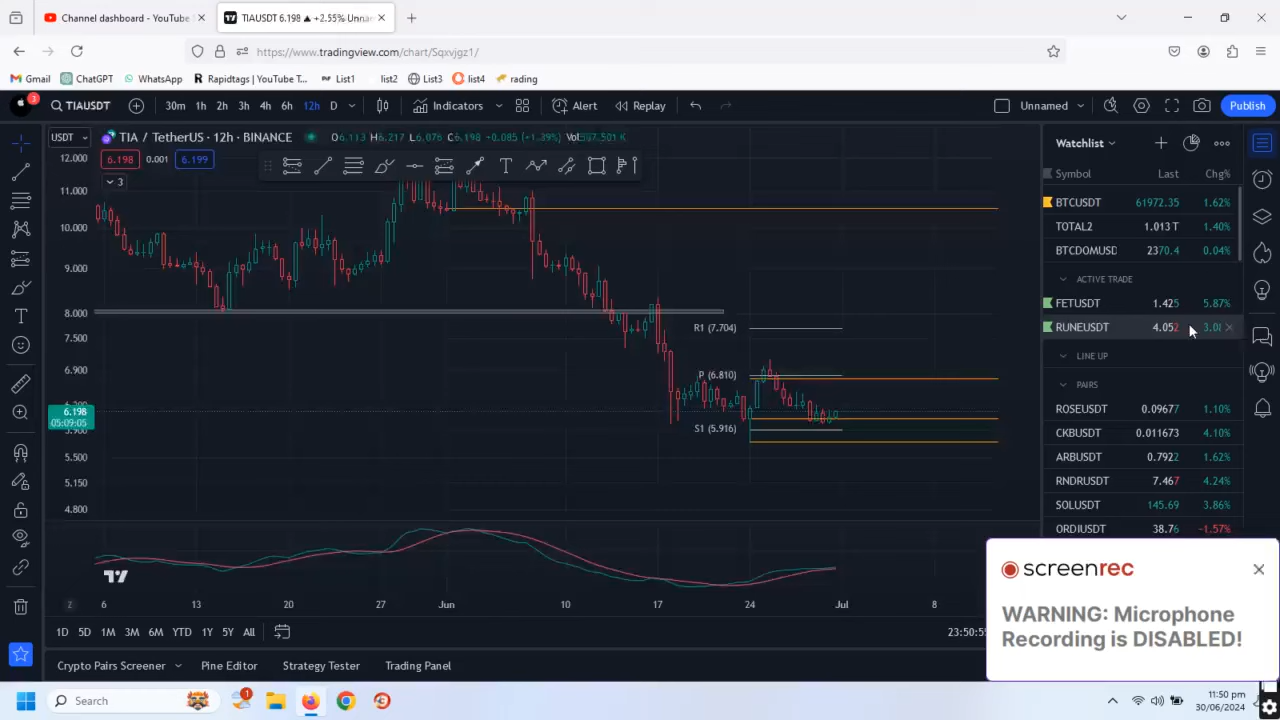 Channel dashboard - YouTube
TIAUSDT 6.198 ▲ +2.55% Unna
https://www.tradingview.com/chart/Sqxvjgz1/
Gmail ChatGPT WhatsApp Rapidtags | YouTube T... List1 list2 List3 list4 rading
3 TIAUSDT 30m 1h 2h 3h 4h 6h 12h D Indicators Alert Replay Unnamed Publish
USDT TIA / TetherUS · 12h · BINANCE O6.113 H6.217 L6.076 C6.198 +0.085 (+1.39%)
6.198 0.001 6.199
3
12.000
11.000
10.000
9.000
8.000
7.500
6.900
6.198
05:09:05
5.500
5.150
4.800
R1 (7.704)
P (6.810)
S1 (5.916)
Z 6 13 20 27 Jun 10 17 24 Jul 8
1D 5D 1M 3M 6M YTD 1Y 5Y All
23:50:55
Watchlist
Symbol Last Chg%
BTCUSDT 61972.35 1.62%
TOTAL2 1.013 T 1.40%
BTCDOMUSD 2370.4 0.04%
ACTIVE TRADE
FETUSDT 1.425 5.87%
RUNEUSDT 4.052 3.0
LINE UP
PAIRS
ROSEUSDT 0.09677 1.10%
CKBUSDT 0.011673 4.10%
ARBUSDT 0.7922 1.62%
RNDRUSDT 7.467 4.24%
SOLUSDT 145.69 3.86%
ORDIUSDT 38.76 -1.57%
screenrec
WARNING: Microphone
Recording is DISABLED!
Crypto Pairs Screener Pine Editor Strategy Tester Trading Panel
Search
1
11:50 pm
30/06/2024